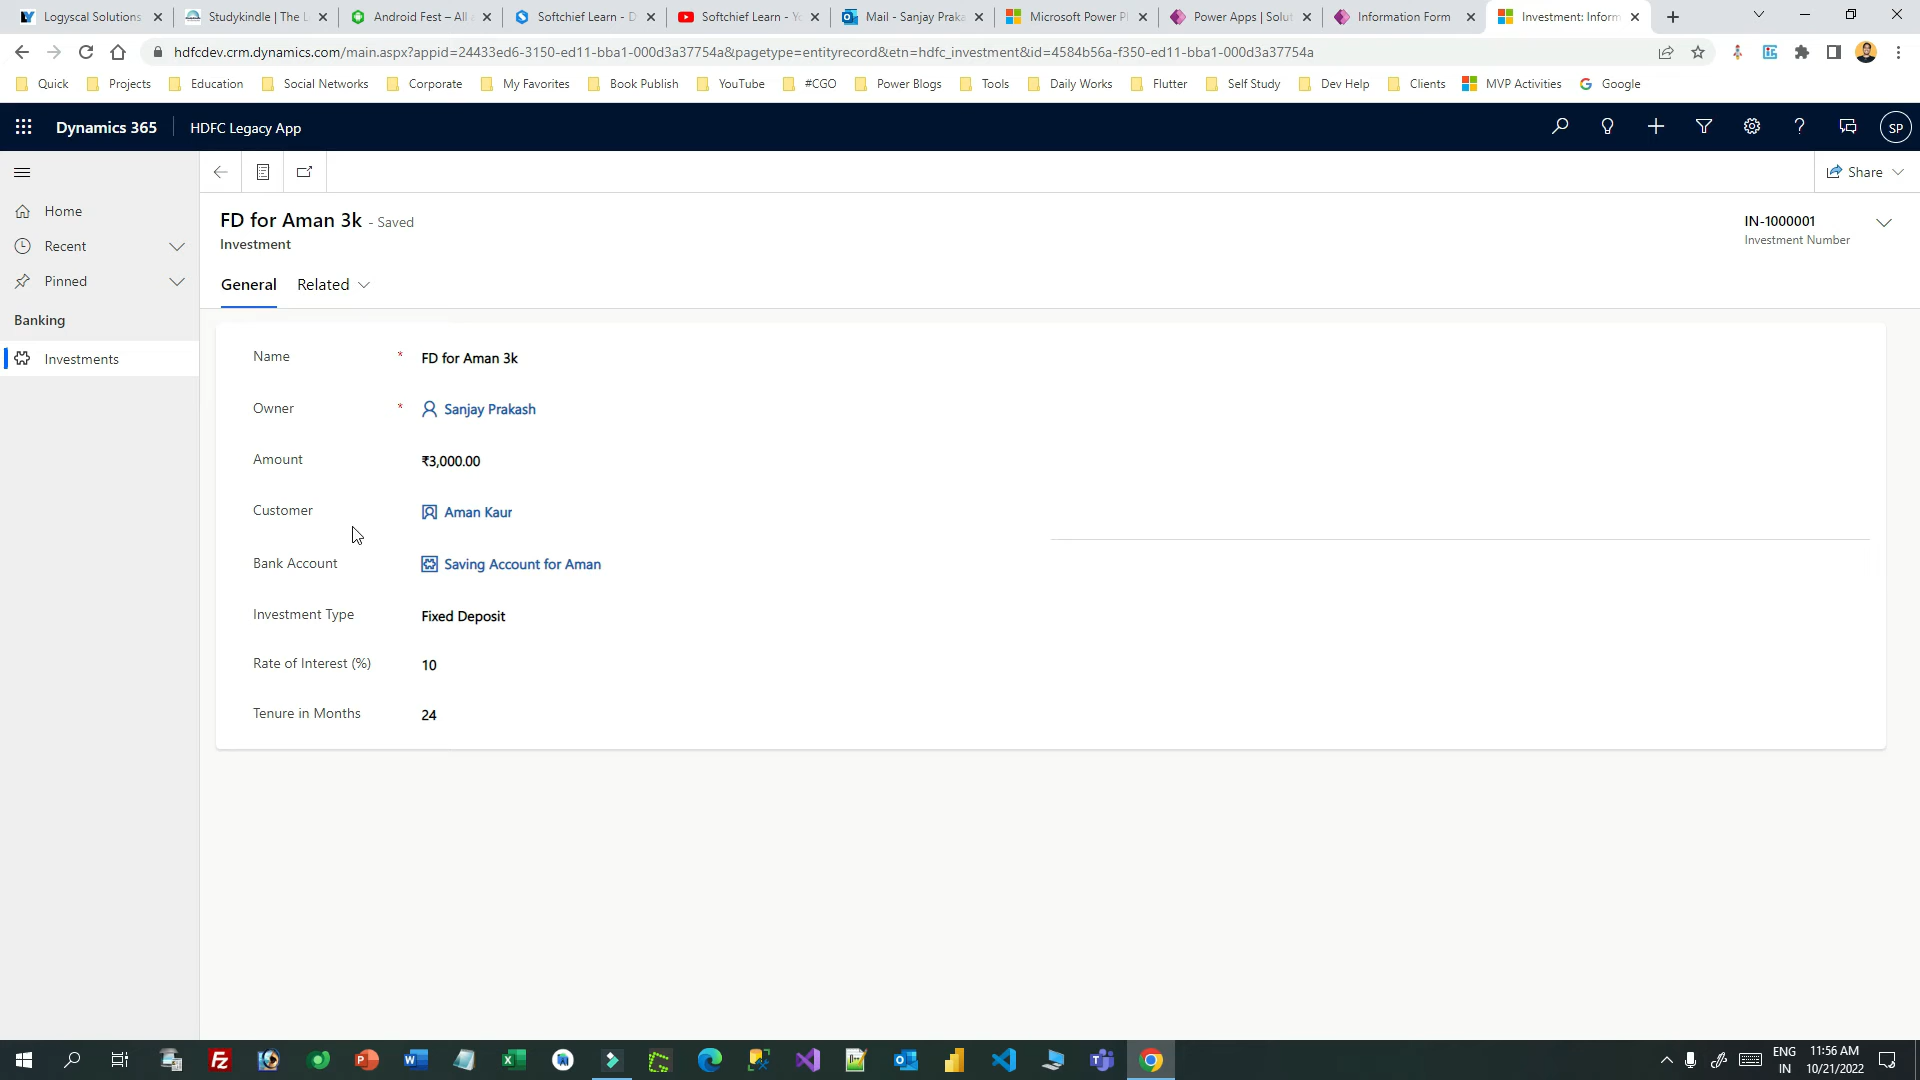 Logyscal Solutions
Studykindle | The L
Android Fest – All
Softchief Learn - D
Softchief Learn - Yo
Mail - Sanjay Praka
Microsoft Power Pl
Power Apps | Solut
Information Form
Investment: Inform
hdfcdev.crm.dynamics.com/main.aspx?appid=24433ed6-3150-ed11-bba1-000d3a37754a&pagetype=entityrecord&etn=hdfc_investment&id=4584b56a-f350-ed11-bba1-000d3a37754a
Quick
Projects
Education
Social Networks
Corporate
My Favorites
Book Publish
YouTube
#CGO
Power Blogs
Tools
Daily Works
Flutter
Self Study
Dev Help
Clients
MVP Activities
Google
Dynamics 365
HDFC Legacy App
SP
Share
Home
Recent
Pinned
Banking
Investments
FD for Aman 3k - Saved
Investment
IN-1000001
Investment Number
General
Related
Name * FD for Aman 3k
Owner * Sanjay Prakash
Amount ₹3,000.00
Customer Aman Kaur
Bank Account Saving Account for Aman
Investment Type Fixed Deposit
Rate of Interest (%) 10
Tenure in Months 24
ENG
IN
11:56 AM
10/21/2022